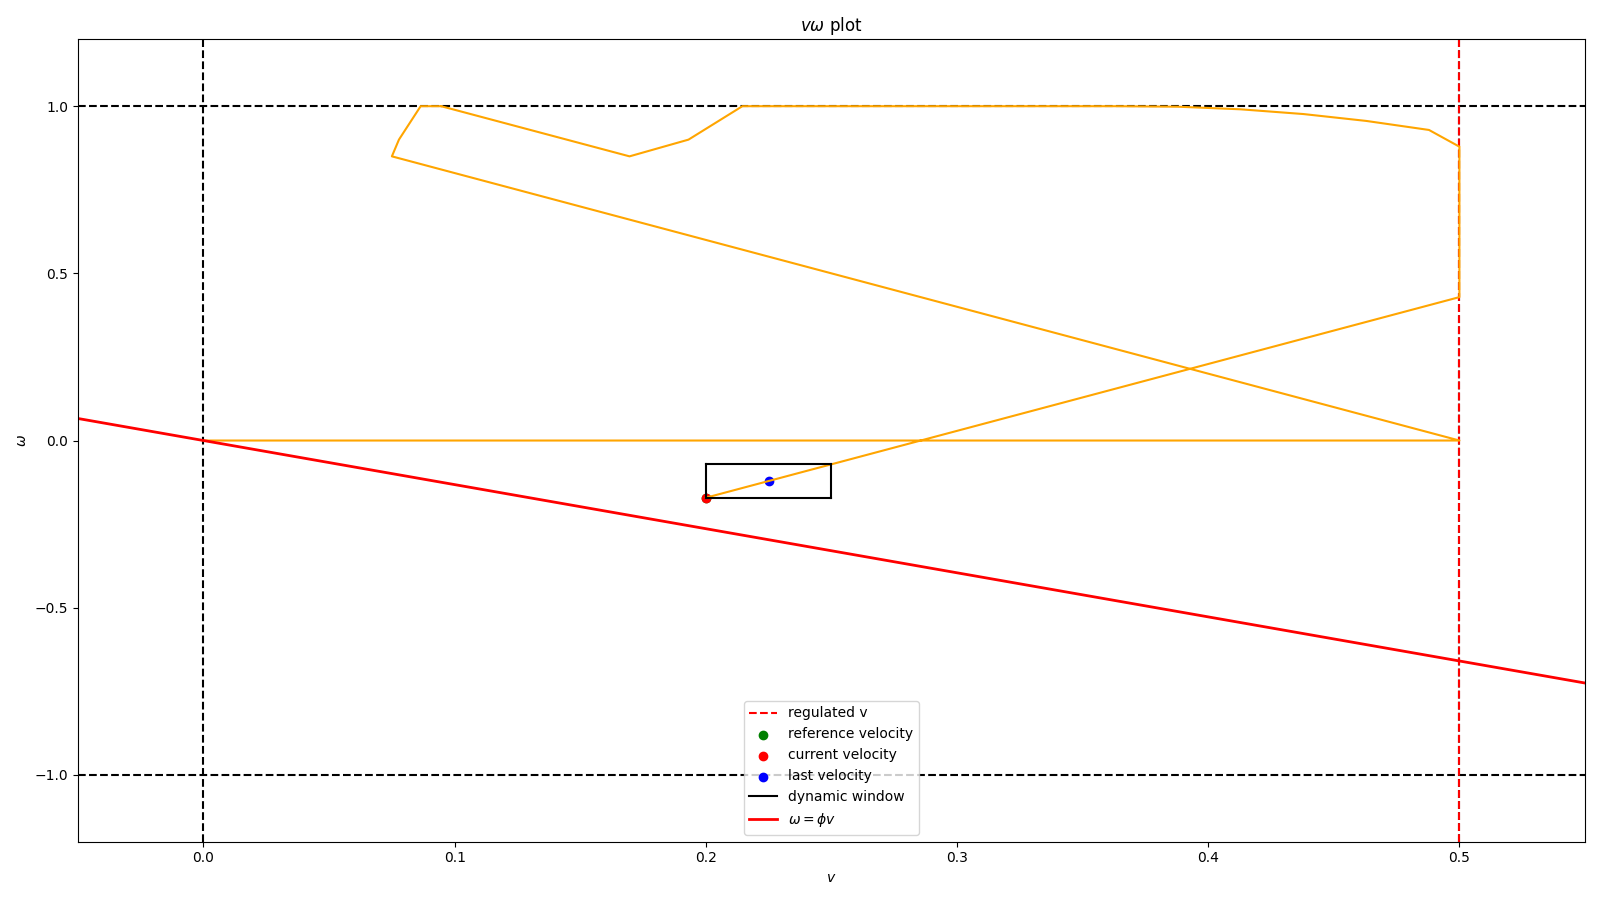 vω plot
1.0
0.5
0.0
−0.5
−1.0
ω
0.0
0.1
0.2
0.3
0.4
0.5
v
regulated v
reference velocity
current velocity
last velocity
dynamic window
ω = ϕv